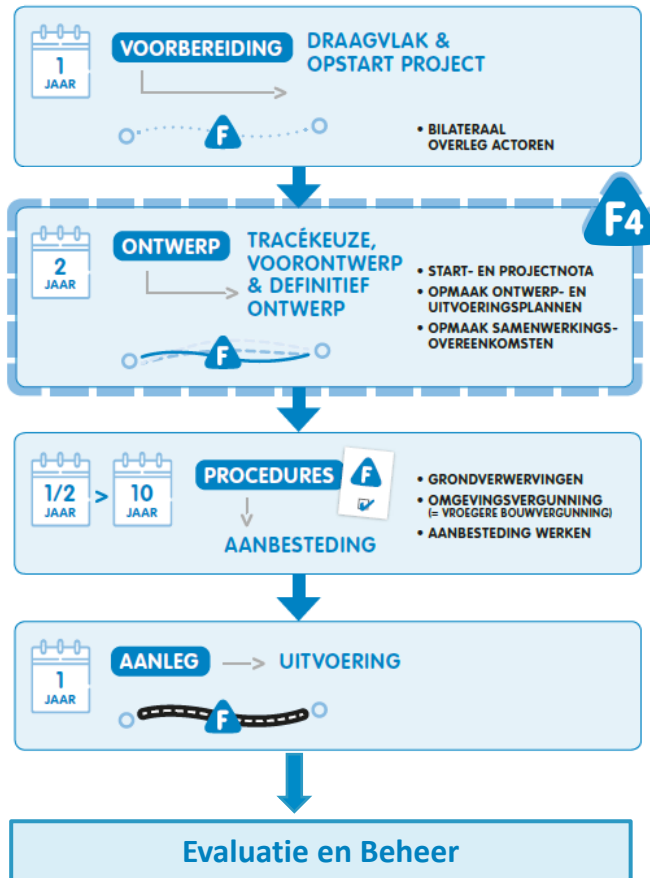 1
JAAR
VOORBEREIDING
DRAAGVLAK &
OPSTART PROJECT
F
• BILATERAAL
OVERLEG ACTOREN
F4
2
JAAR
ONTWERP
TRACÉKEUZE,
VOORONTWERP
& DEFINITIEF
ONTWERP
F
• START- EN PROJECTNOTA
• OPMAAK ONTWERP- EN
UITVOERINGSPLANNEN
• OPMAAK SAMENWERKINGS-
OVEREENKOMSTEN
1/2
JAAR
>
10
JAAR
PROCEDURES
F
AANBESTEDING
• GRONDVERWERVINGEN
• OMGEVINGSVERGUNNING
(= VROEGERE BOUWVERGUNNING)
• AANBESTEDING WERKEN
1
JAAR
AANLEG
UITVOERING
F
Evaluatie en Beheer